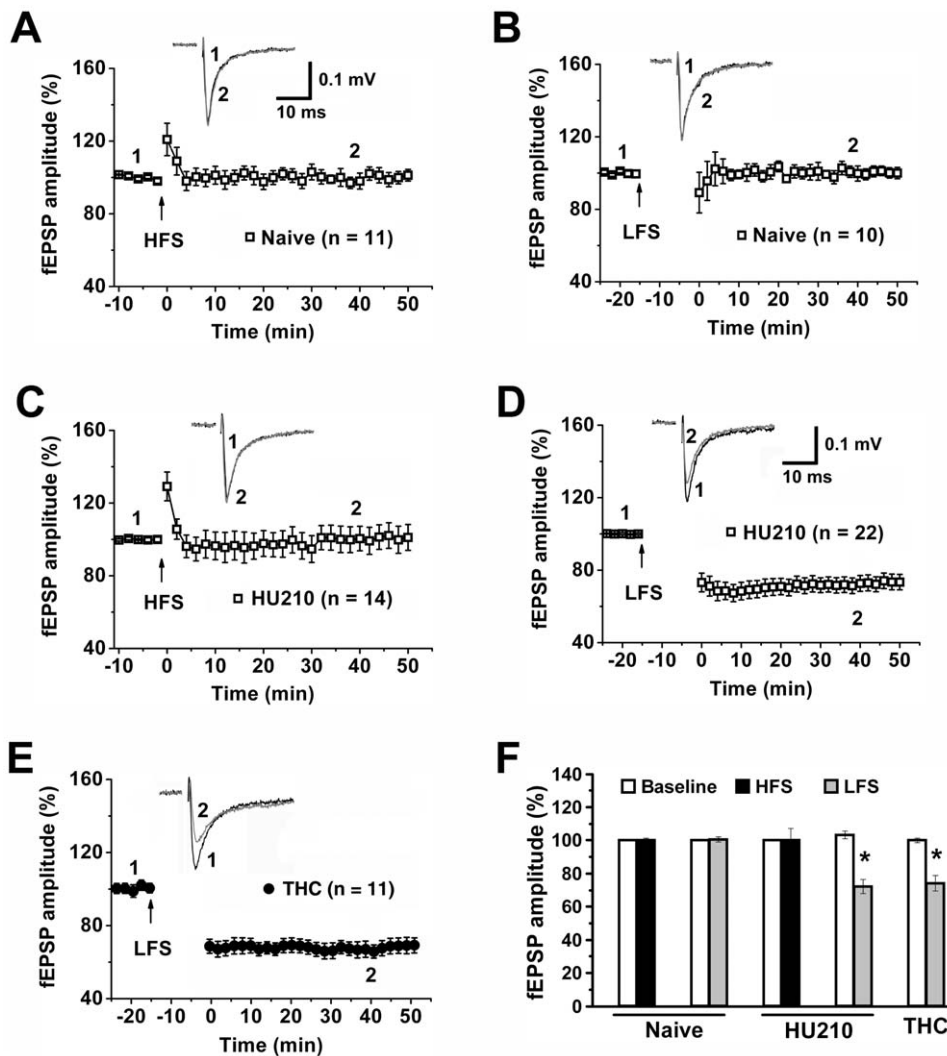 A
fEPSP amplitude (%)
160
120
80
40
1
2
0.1 mV
10 ms
1
2
HFS
Naive (n = 11)
-10 0 10 20 30 40 50
Time (min)
B
fEPSP amplitude (%)
160
120
80
40
1
2
1
2
LFS
Naive (n = 10)
-20 -10 0 10 20 30 40 50
Time (min)
C
fEPSP amplitude (%)
160
120
80
40
1
2
1
2
HFS
HU210 (n = 14)
-10 0 10 20 30 40 50
Time (min)
D
fEPSP amplitude (%)
160
120
80
40
2
1
0.1 mV
10 ms
1
HU210 (n = 22)
LFS
2
-20 -10 0 10 20 30 40 50
Time (min)
E
fEPSP amplitude (%)
160
120
80
40
2
1
1
THC (n = 11)
LFS
2
-20 -10 0 10 20 30 40 50
Time (min)
F
fEPSP amplitude (%)
140
120
100
80
60
40
20
0
Baseline HFS LFS
* *
Naive HU210 THC